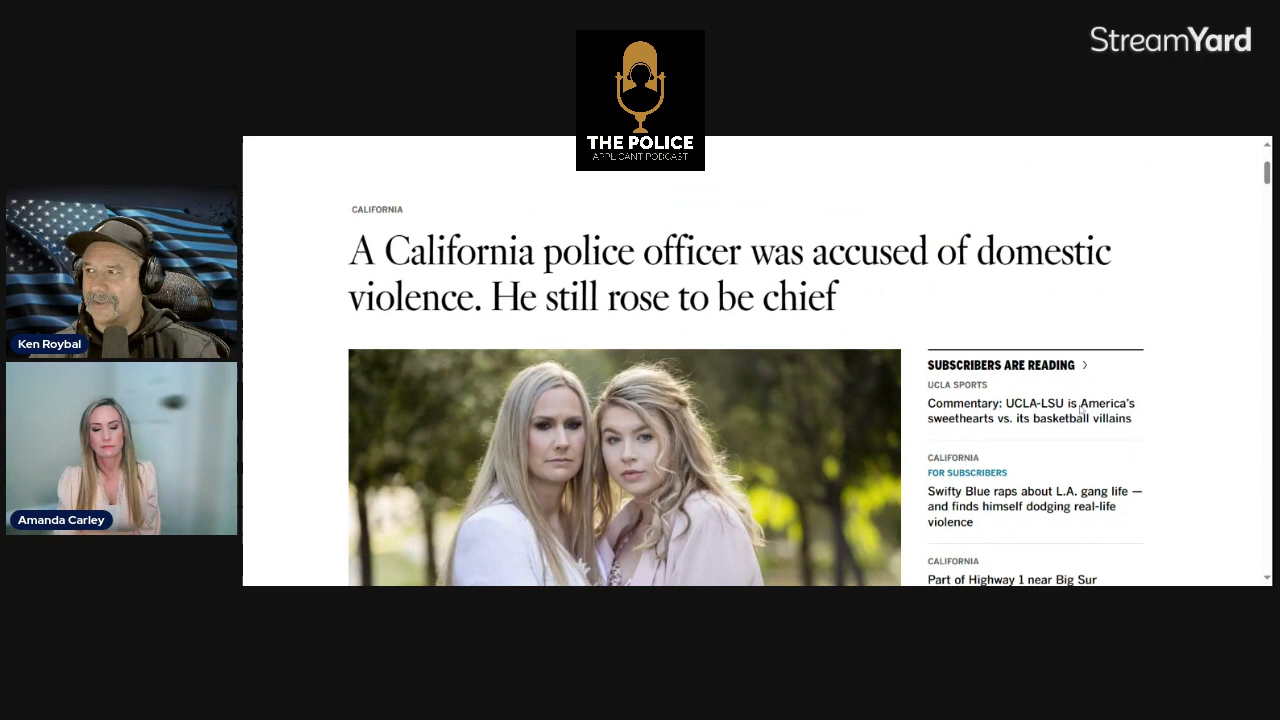 StreamYard
THE POLICE
APPLICANT PODCAST
CALIFORNIA
A California police officer was accused of domestic
violence. He still rose to be chief
SUBSCRIBERS ARE READING >
UCLA SPORTS
Commentary: UCLA-LSU is America's
sweethearts vs. its basketball villains
CALIFORNIA
FOR SUBSCRIBERS
Swifty Blue raps about L.A. gang life —
and finds himself dodging real-life
violence
CALIFORNIA
Part of Highway 1 near Big Sur
Ken Roybal
Amanda Carley